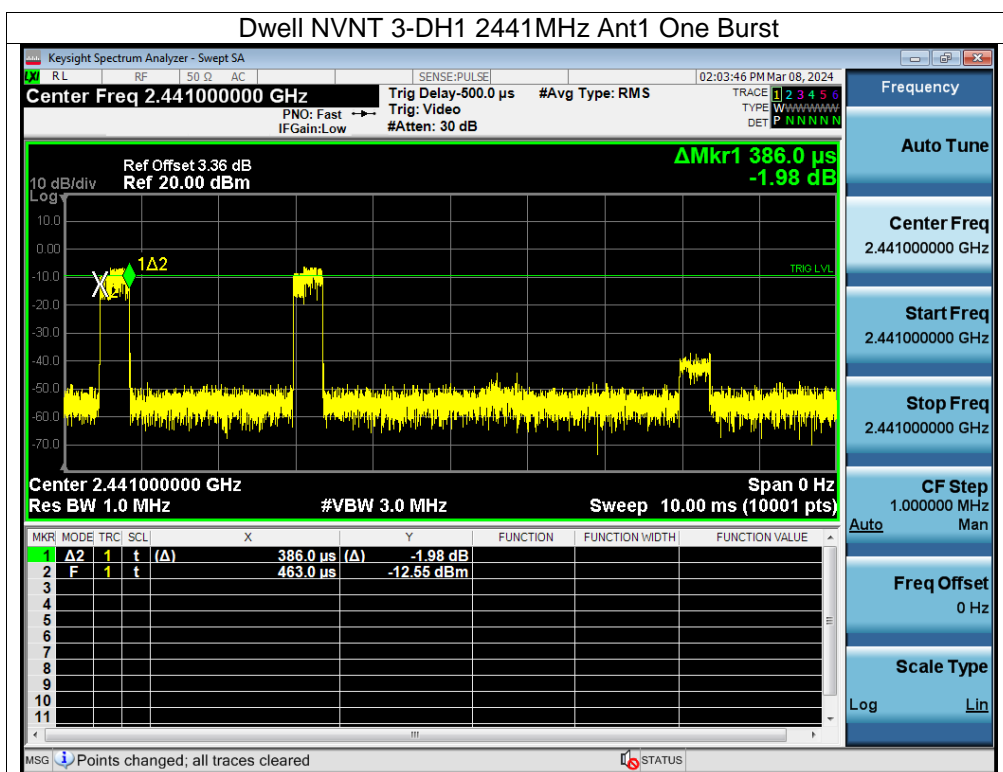 Dwell NVNT 3-DH1 2441MHz Ant1 One Burst
Keysight Spectrum Analyzer - Swept SA
LXI RL RF 50 Ω AC SENSE:PULSE 02:03:46 PM Mar 08, 2024
Center Freq 2.441000000 GHz
PNO: Fast
IFGain:Low
Trig Delay-500.0 µs
Trig: Video
#Atten: 30 dB
#Avg Type: RMS
TRACE 1 2 3 4 5 6
TYPE WWWWWW
DET P N N N N N
Ref Offset 3.36 dB
10 dB/div Ref 20.00 dBm
Log
ΔMkr1 386.0 µs
-1.98 dB
10.0
0.00
-10.0
-20.0
-30.0
-40.0
-50.0
-60.0
-70.0
1Δ2
TRIG LVL
Center 2.441000000 GHz Span 0 Hz
Res BW 1.0 MHz #VBW 3.0 MHz Sweep 10.00 ms (10001 pts)
MKR MODE TRC SCL X Y FUNCTION FUNCTION WIDTH FUNCTION VALUE
1 Δ2 1 t (Δ) 386.0 µs (Δ) -1.98 dB
2 F 1 t 463.0 µs -12.55 dBm
3
4
5
6
7
8
9
10
11
MSG Points changed; all traces cleared STATUS
Frequency
Auto Tune
Center Freq
2.441000000 GHz
Start Freq
2.441000000 GHz
Stop Freq
2.441000000 GHz
CF Step
1.000000 MHz
Auto Man
Freq Offset
0 Hz
Scale Type
Log Lin